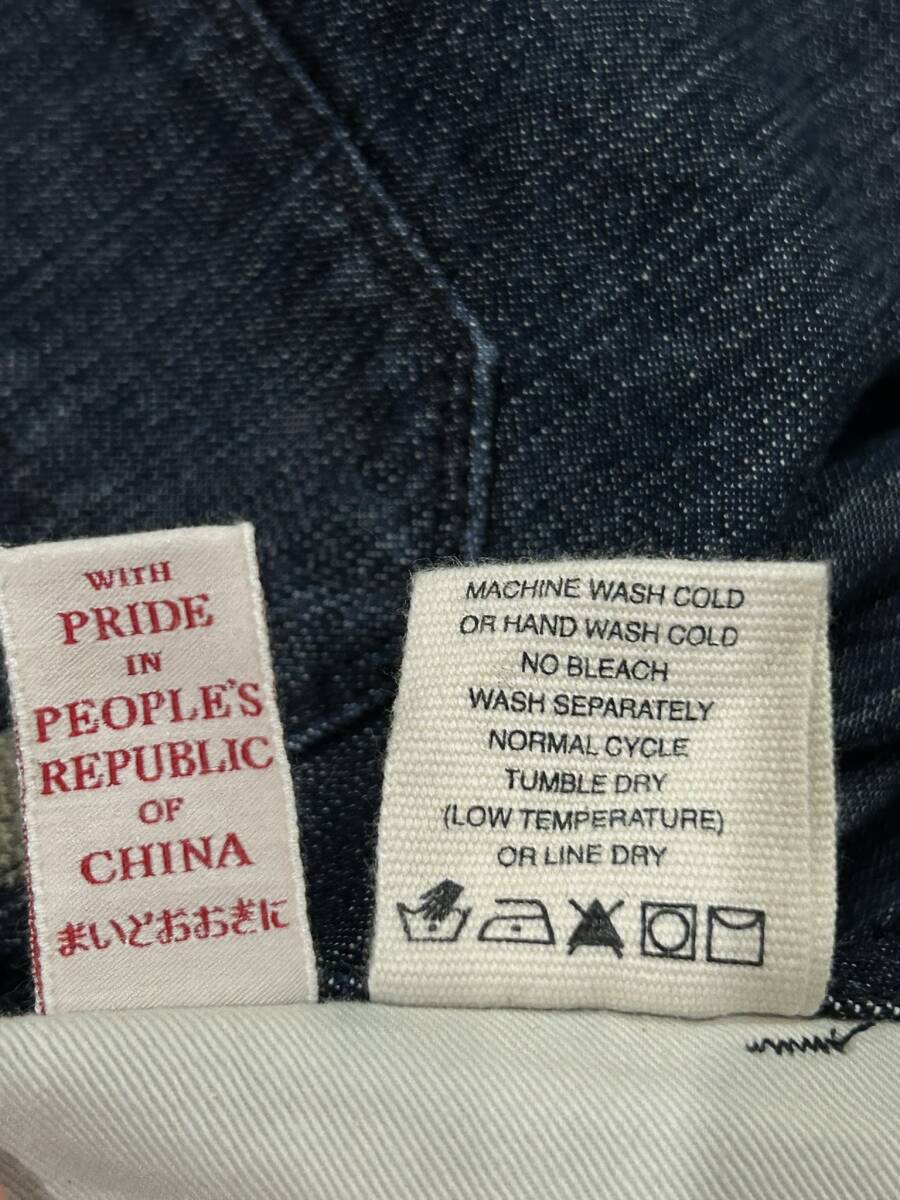 WITH
PRIDE
IN
PEOPLE'S
REPUBLIC
OF
CHINA
まいどおおきに
MACHINE WASH COLD
OR HAND WASH COLD
NO BLEACH
WASH SEPARATELY
NORMAL CYCLE
TUMBLE DRY
(LOW TEMPERATURE)
OR LINE DRY